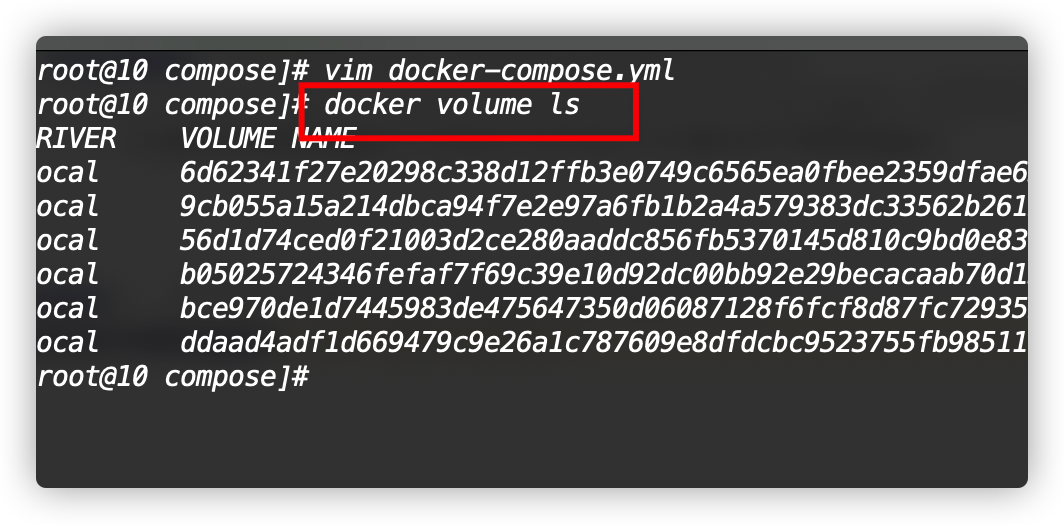 root@10 compose]# vim docker-compose.yml
root@10 compose]# docker volume ls
RIVER    VOLUME NAME
ocal     6d62341f27e20298c338d12ffb3e0749c6565ea0fbee2359dfae6
ocal     9cb055a15a214dbca94f7e2e97a6fb1b2a4a579383dc33562b261
ocal     56d1d74ced0f21003d2ce280aaddc856fb5370145d810c9bd0e83
ocal     b05025724346fefaf7f69c39e10d92dc00bb92e29becacaab70d1
ocal     bce970de1d7445983de475647350d06087128f6fcf8d87fc72935
ocal     ddaad4adf1d669479c9e26a1c787609e8dfdcbc9523755fb98511
root@10 compose]#